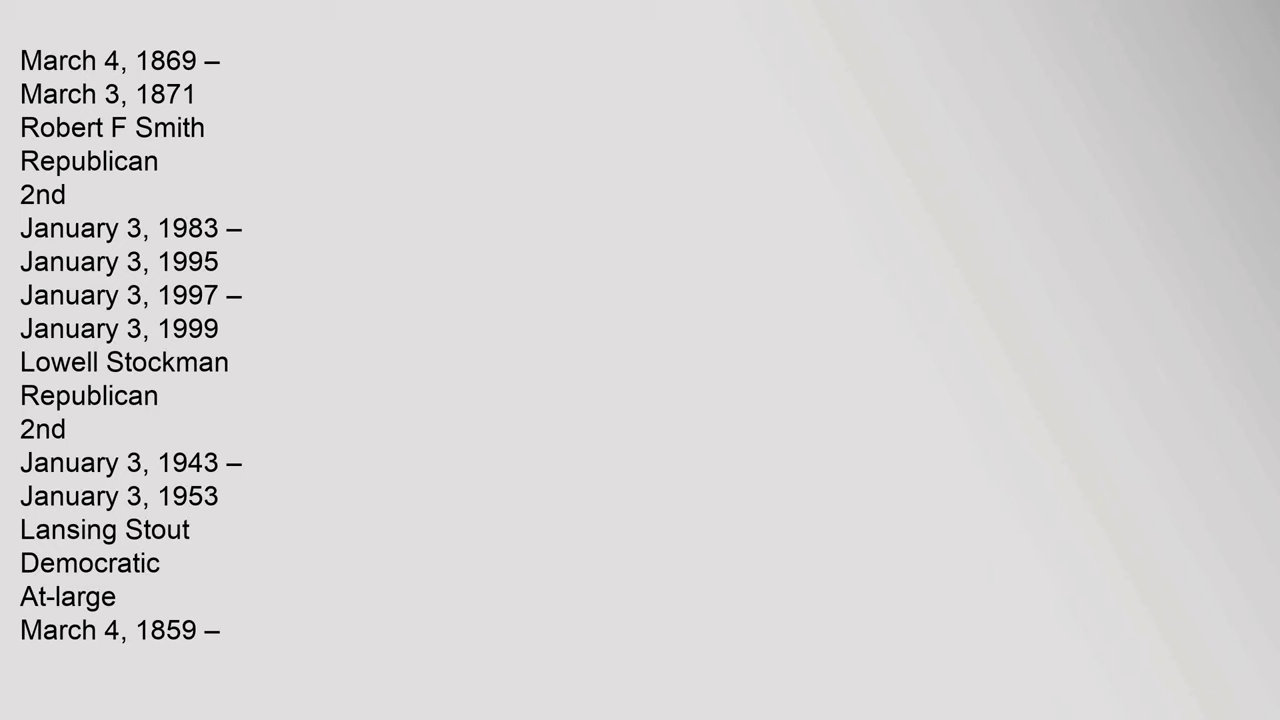 March 4, 1869 –
March 3, 1871
Robert F Smith
Republican
2nd
January 3, 1983 –
January 3, 1995
January 3, 1997 –
January 3, 1999
Lowell Stockman
Republican
2nd
January 3, 1943 –
January 3, 1953
Lansing Stout
Democratic
At-large
March 4, 1859 –